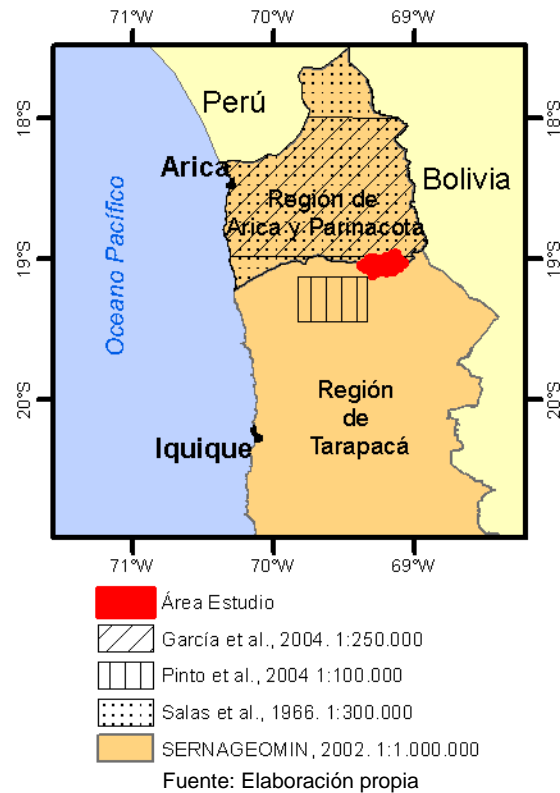 71°W 70°W 69°W
Perú
18°S
18°S
Arica
Bolivia
Región de
Arica y Parinacota
Oceano Pacífico
19°S
19°S
Región
de
Tarapacá
20°S
20°S
Iquique
71°W 70°W 69°W
Área Estudio
García et al., 2004. 1:250.000
Pinto et al., 2004 1:100.000
Salas et al., 1966. 1:300.000
SERNAGEOMIN, 2002. 1:1.000.000
Fuente: Elaboración propia